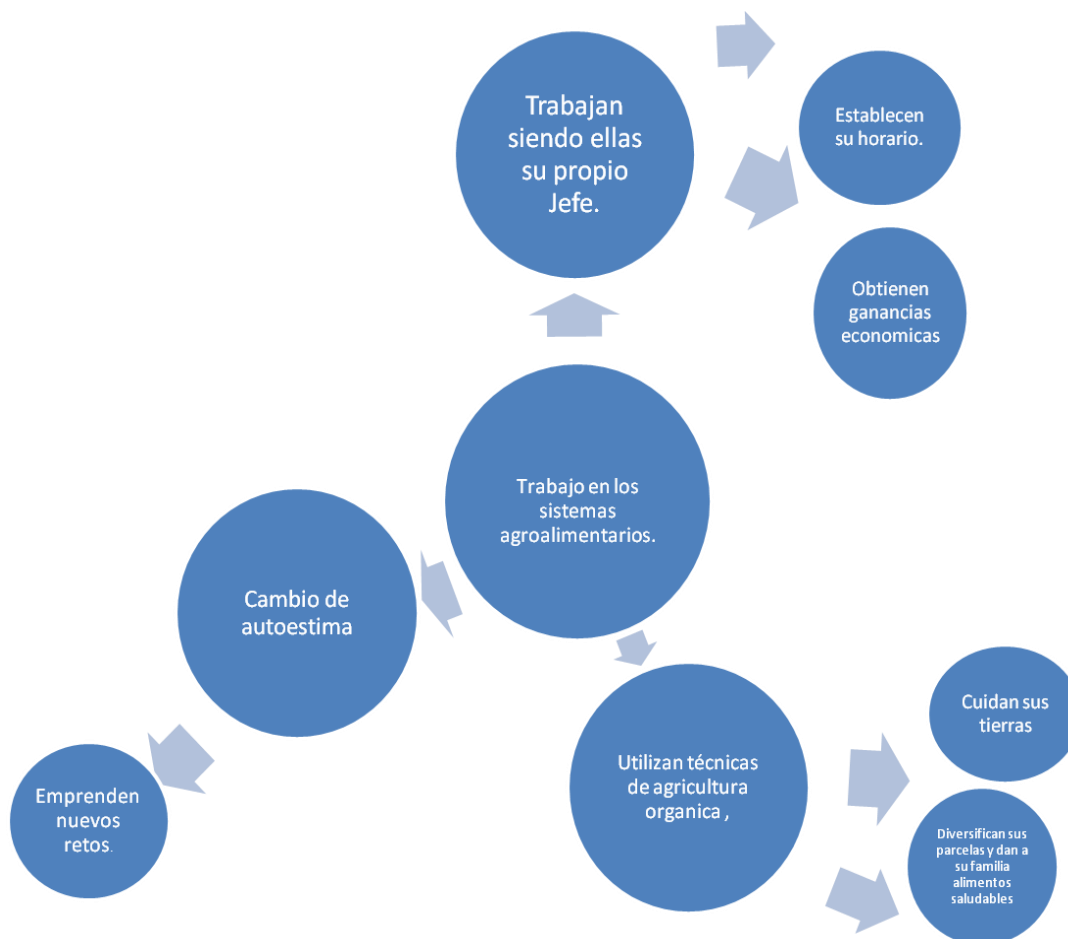 Trabajan
siendo ellas
su propio
Jefe.
Establecen
su horario.
Obtienen
ganancias
economicas
Trabajo en los
sistemas
agroalimentarios.
Cambio de
autoestima
Emprenden
nuevos
retos.
Utilizan técnicas
de agricultura
organica ,
Cuidan sus
tierras
Diversifican sus
parcelas y dan a
su familia
alimentos
saludables